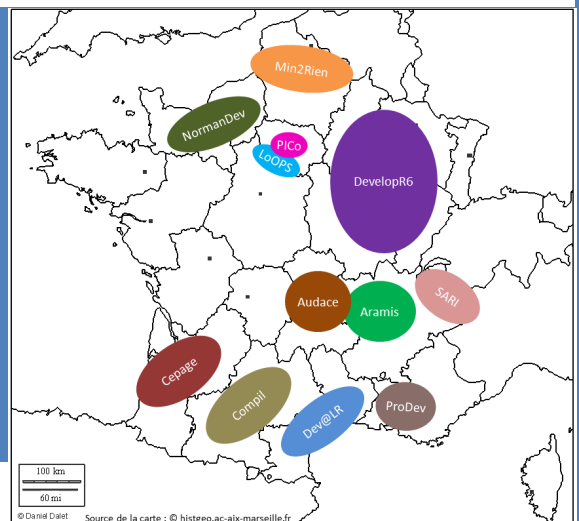 Min2Rien
NormanDev
PICo
LoOPS
DevelopR6
SARI
Audace
Aramis
Cepage
Compil
Dev@LR
ProDev
100 km
60 mi
© Daniel Dalet
Source de la carte : © histgeo.ac-aix-marseille.fr